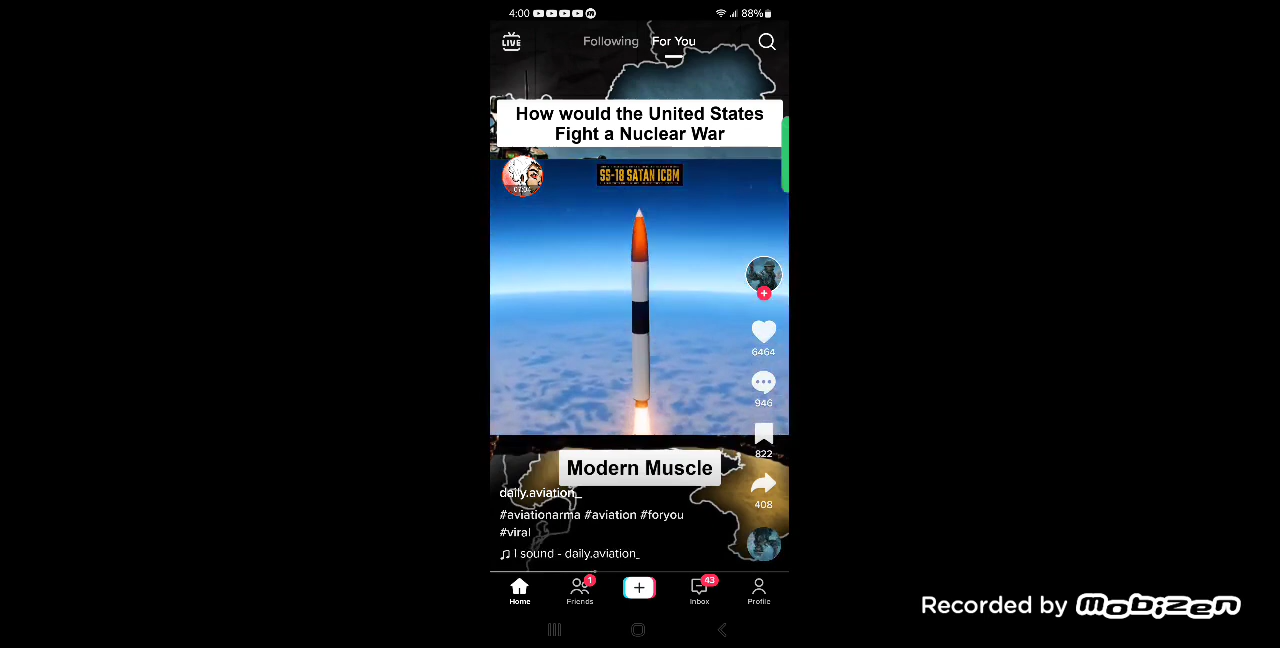 4:00
88%
LIVE
Following
For You
How would the United States
Fight a Nuclear War
07:04
SS-18 SATAN ICBM
6464
946
822
Modern Muscle
408
daily.aviation_
#aviationarma #aviation #foryou
#viral
I sound - daily.aviation_
Home
1
Friends
43
Inbox
Profile
Recorded by Mobizen